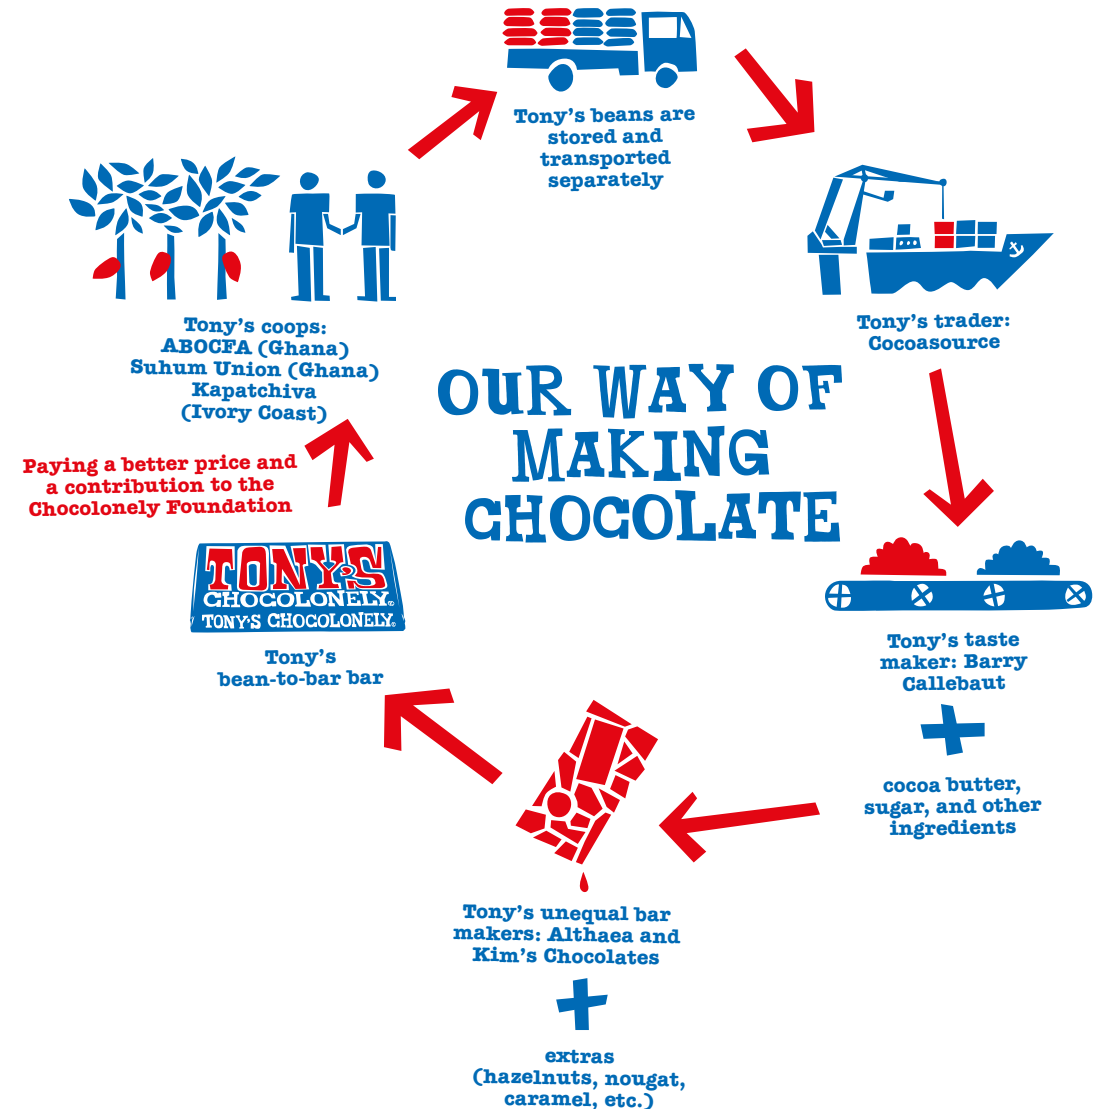 Tony's beans are
stored and
transported
separately
Tony's trader:
Cocoasource
Tony's coops:
ABOCFA (Ghana)
Suhum Union (Ghana)
Kapatchiva
(Ivory Coast)
OUR WAY OF
MAKING
CHOCOLATE
Paying a better price and
a contribution to the
Chocolonely Foundation
TONY'S
CHOCOLONELY
TONY'S CHOCOLONELY
Tony's
bean-to-bar bar
Tony's taste
maker: Barry
Callebaut
+
cocoa butter,
sugar, and other
ingredients
Tony's unequal bar
makers: Althaea and
Kim's Chocolates
+
extras
(hazelnuts, nougat,
caramel, etc.)